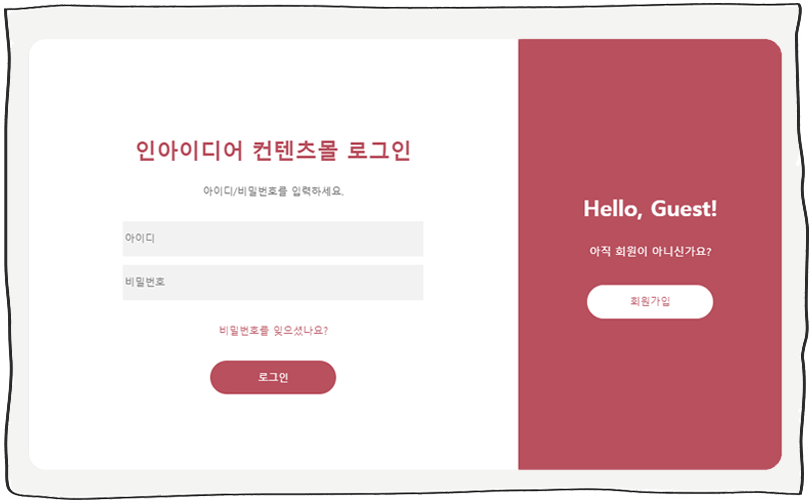 인아이디어 컨텐츠몰 로그인
아이디/비밀번호를 입력하세요.
아이디
비밀번호
비밀번호를 잊으셨나요?
로그인
Hello, Guest!
아직 회원이 아니신가요?
회원가입